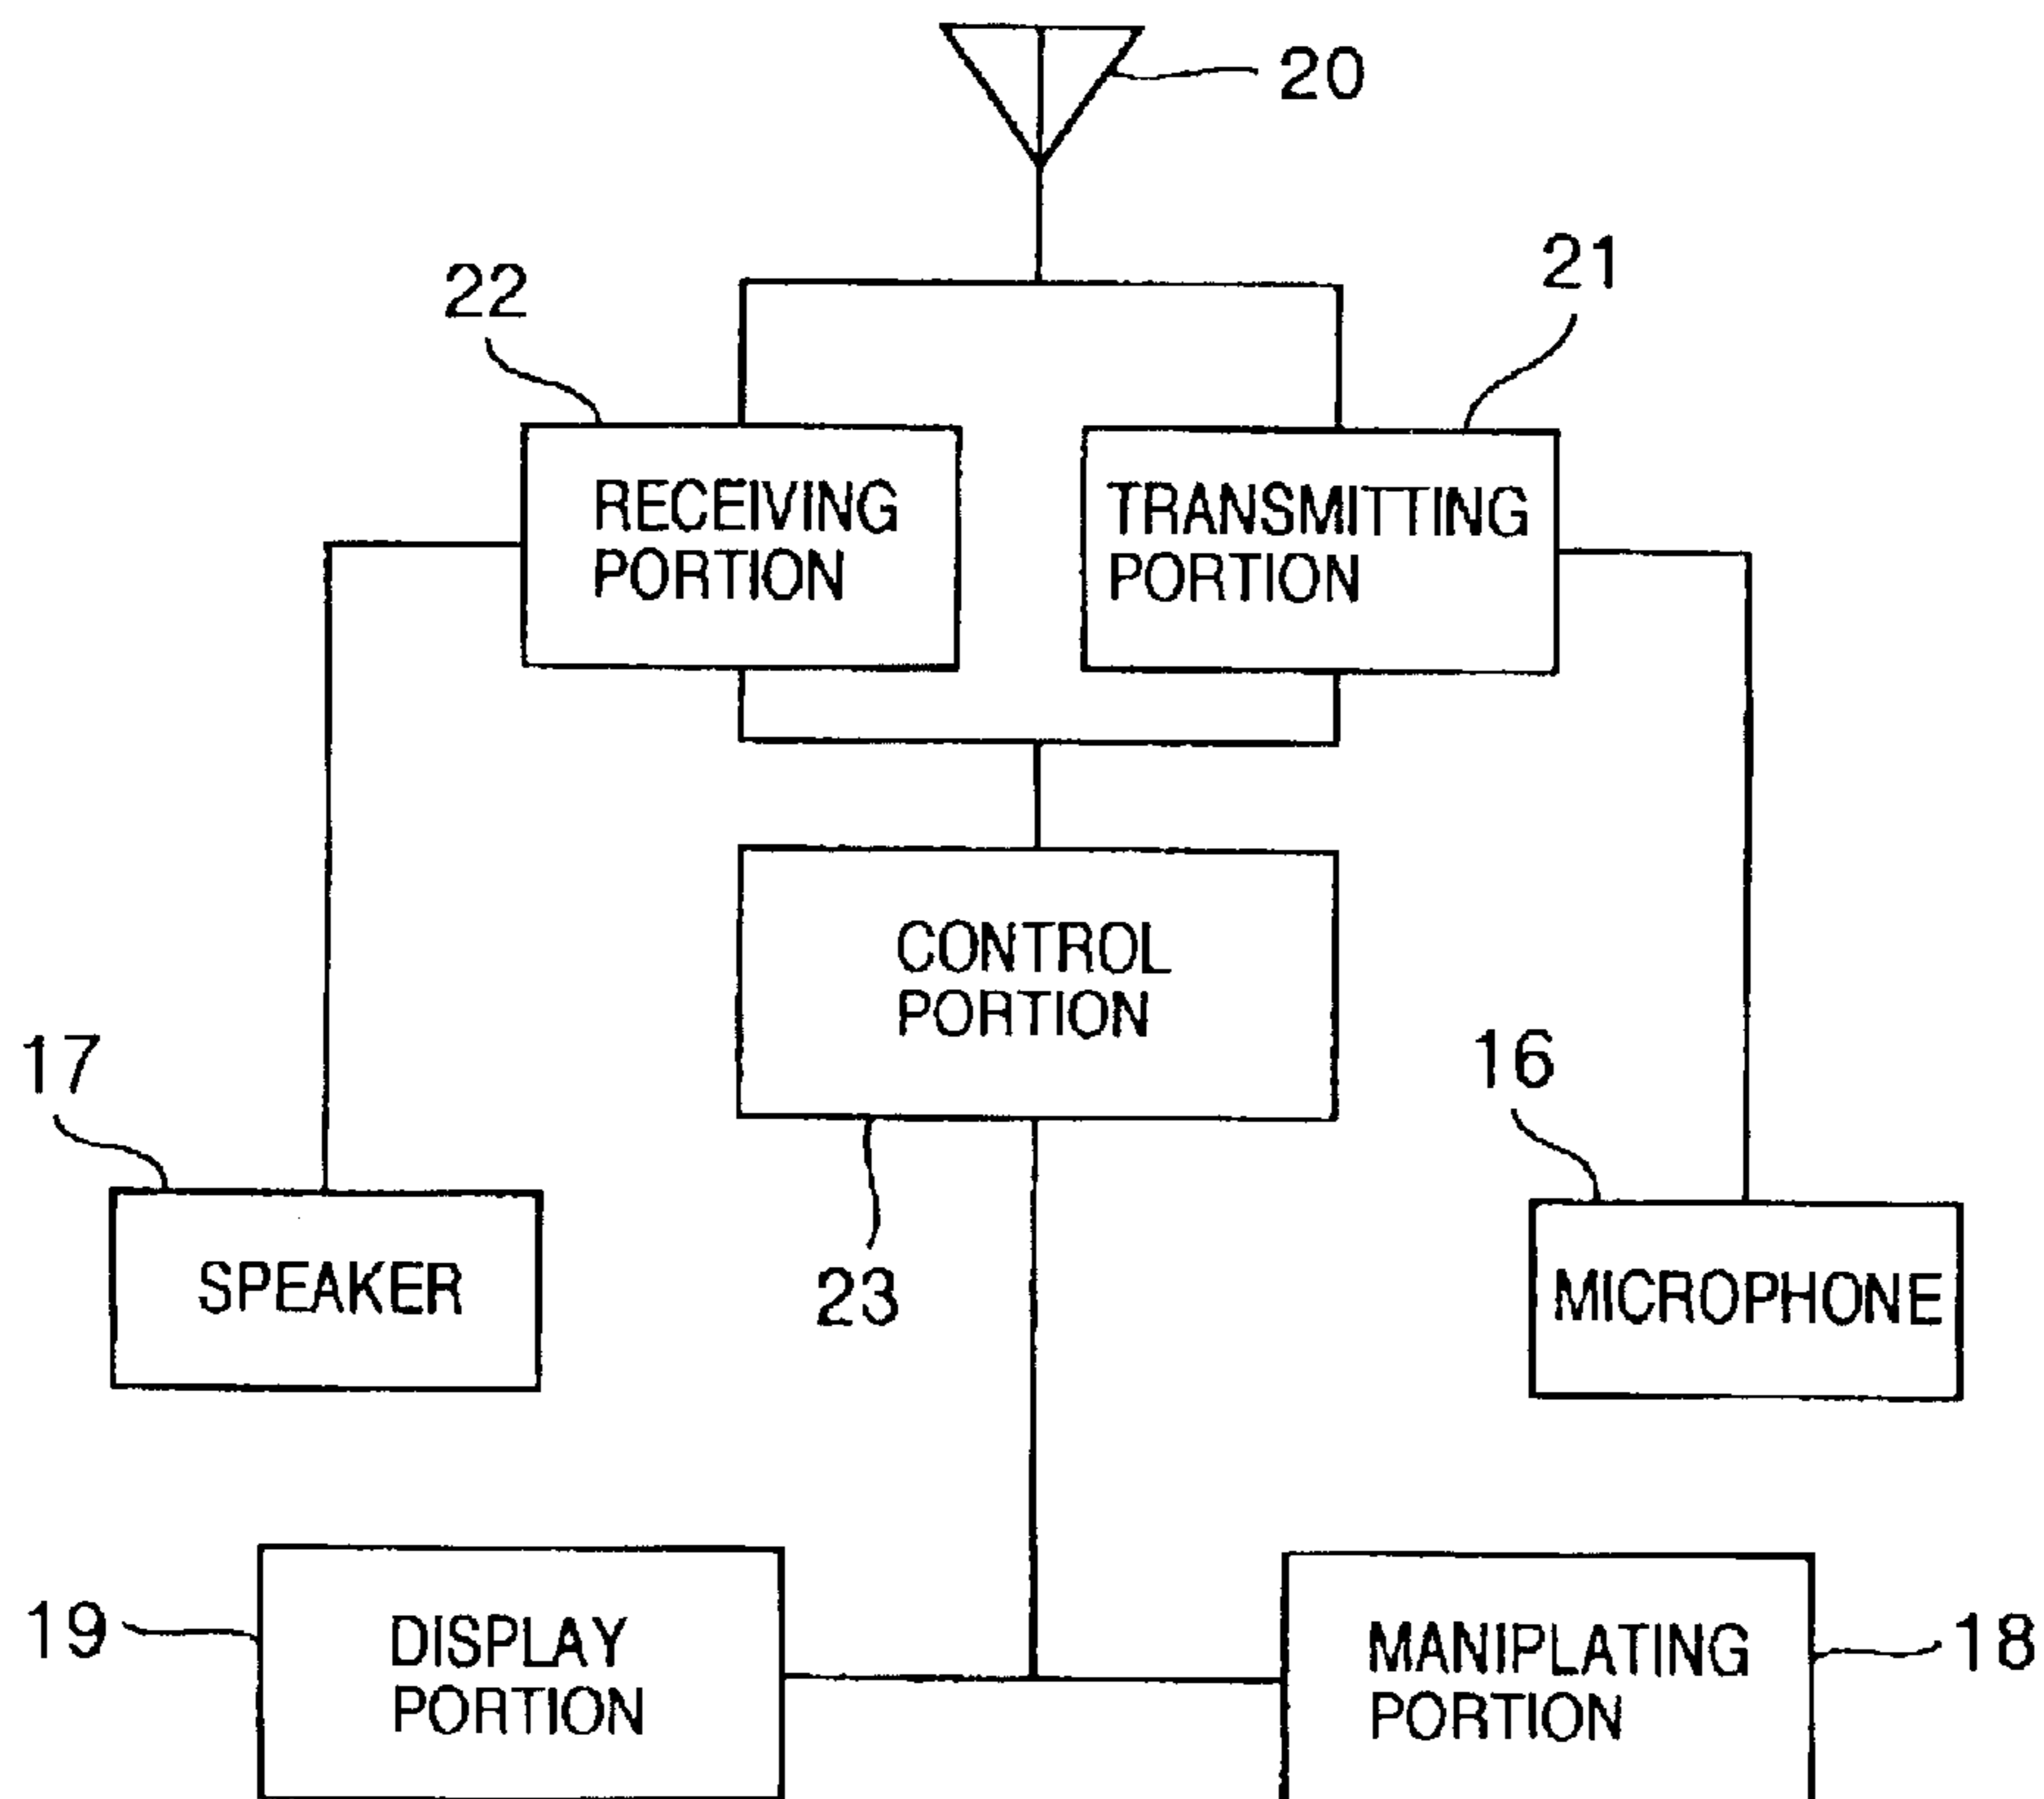 20
21
22
RECEIVING
PORTION
TRANSMITTING
PORTION
CONTROL
PORTION
17
16
SPEAKER
23
MICROPHONE
19
DISPLAY
PORTION
MANIPLATING
PORTION
18